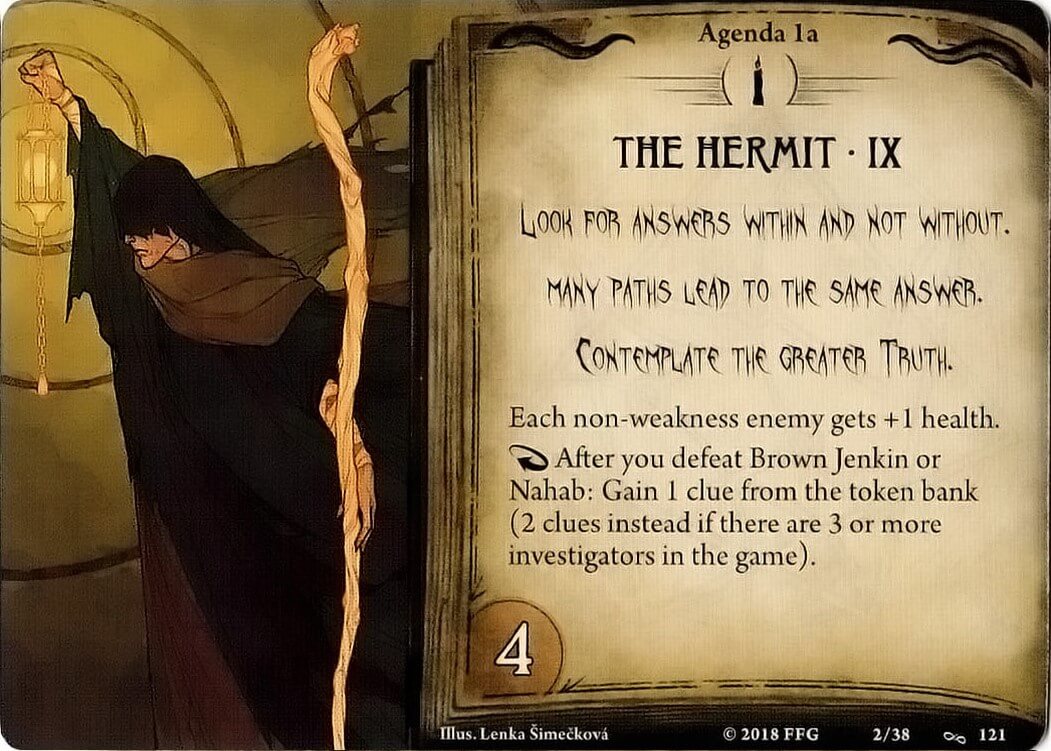 Agenda 1a
THE HERMIT · IX
LOOK FOR ANSWERS WITHIN AND NOT WITHOUT.
MANY PATHS LEAD TO THE SAME ANSWER.
CONTEMPLATE THE GREATER TRUTH.
Each non-weakness enemy gets +1 health.
After you defeat Brown Jenkin or
Nahab: Gain 1 clue from the token bank
(2 clues instead if there are 3 or more
investigators in the game).
4
Illus. Lenka Šimečková © 2018 FFG 2/38 121